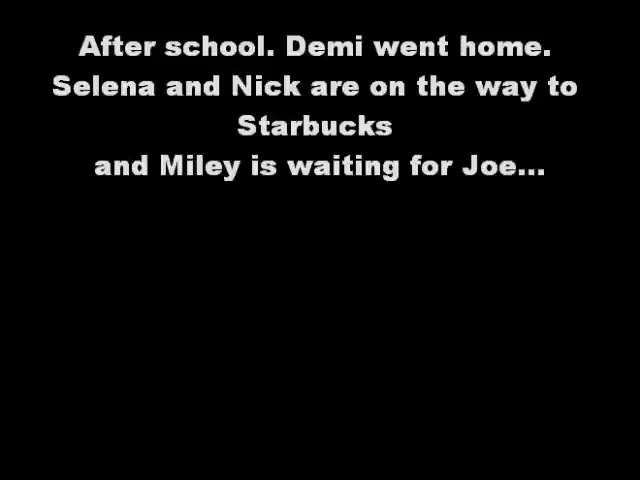 After school. Demi went home.
Selena and Nick are on the way to
Starbucks
and Miley is waiting for Joe...